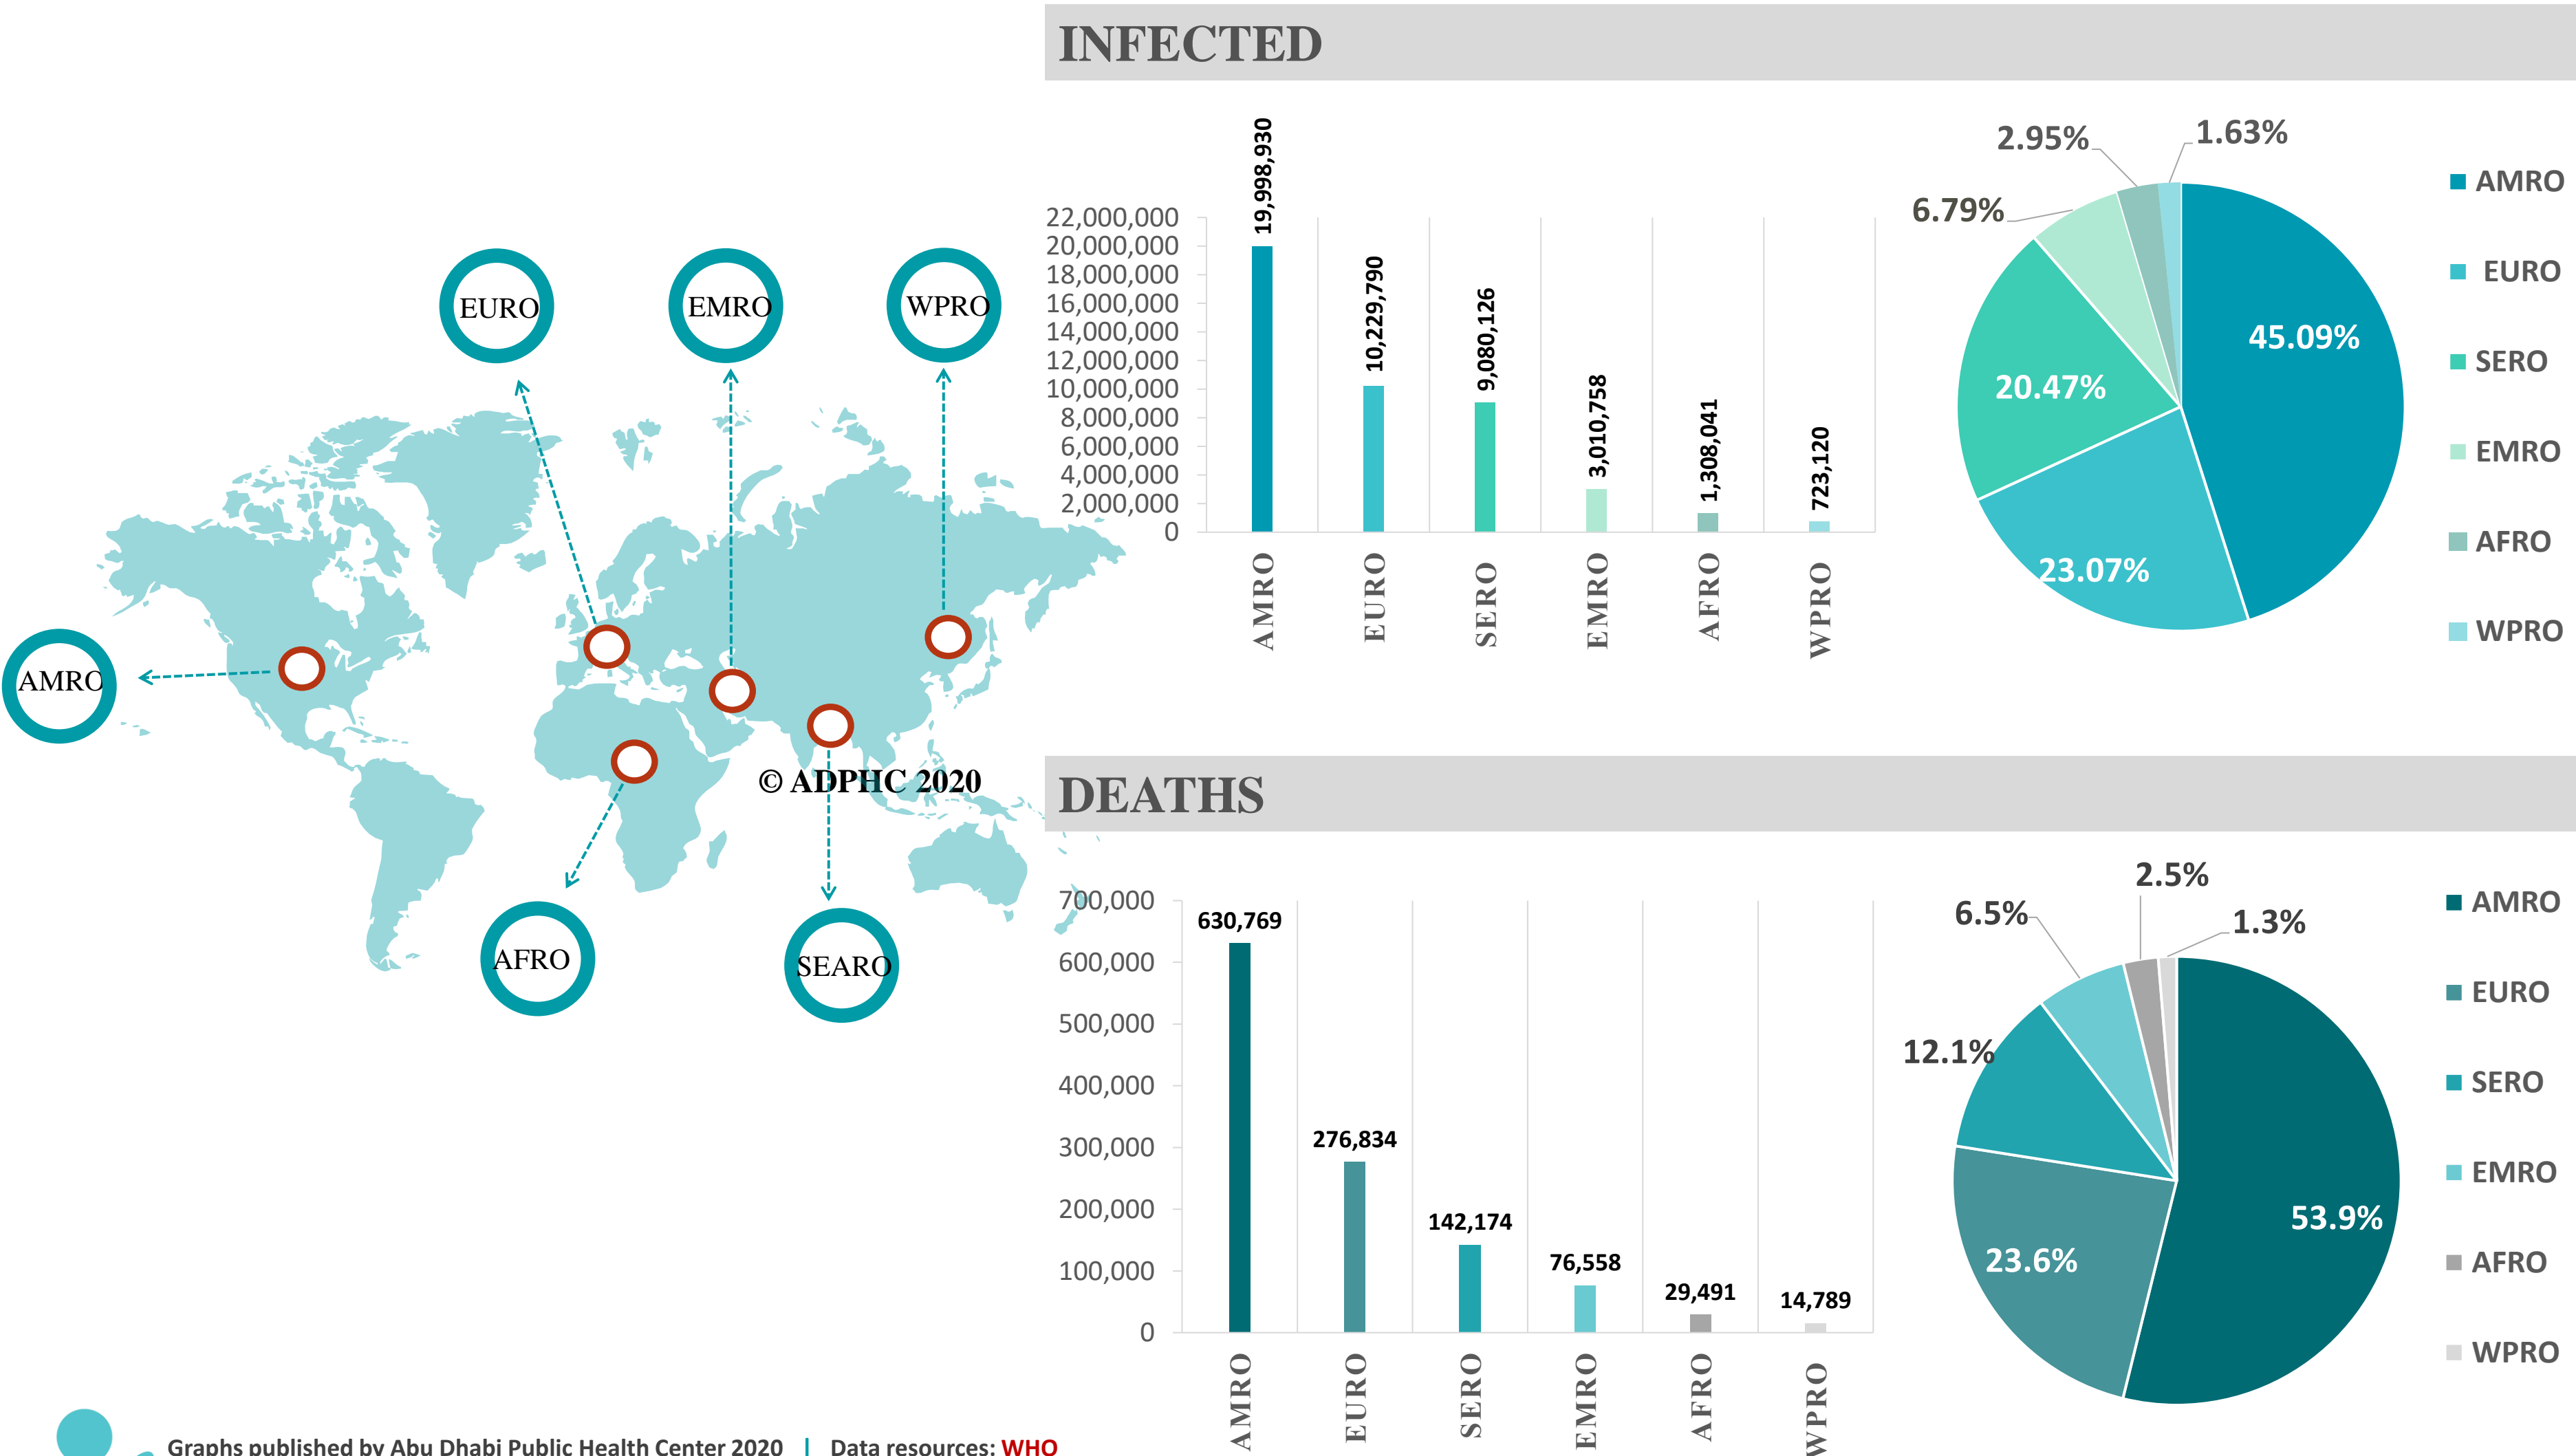 INFECTED
22,000,000
20,000,000
18,000,000
16,000,000
14,000,000
12,000,000
10,000,000
8,000,000
6,000,000
4,000,000
2,000,000
0
19,998,930
10,229,790
9,080,126
3,010,758
1,308,041
723,120
AMRO
EURO
SERO
EMRO
AFRO
WPRO
2.95%
1.63%
6.79%
45.09%
20.47%
23.07%
AMRO
EURO
SERO
EMRO
AFRO
WPRO
EURO
EMRO
WPRO
AMRO
AFRO
SEARO
© ADPHC 2020
DEATHS
700,000
600,000
500,000
400,000
300,000
200,000
100,000
0
630,769
276,834
142,174
76,558
29,491
14,789
AMRO
EURO
SERO
EMRO
AFRO
WPRO
2.5%
6.5%
1.3%
12.1%
53.9%
23.6%
AMRO
EURO
SERO
EMRO
AFRO
WPRO
Graphs published by Abu Dhabi Public Health Center 2020 | Data resources: WHO